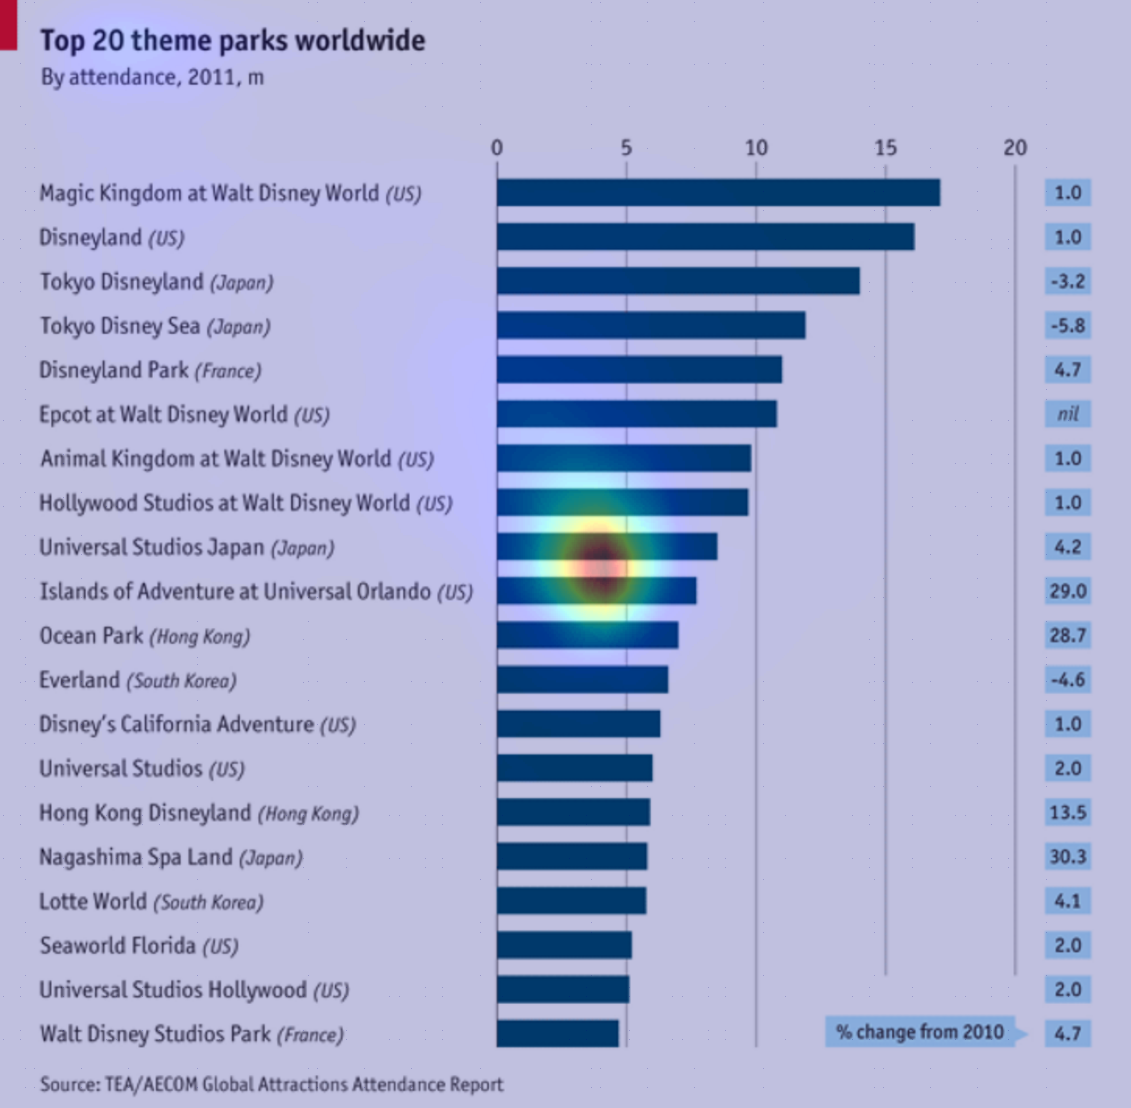 Top 20 theme parks worldwide
By attendance, 2011, m
0 5 10 15 20
Magic Kingdom at Walt Disney World (US) 1.0
Disneyland (US) 1.0
Tokyo Disneyland (Japan) -3.2
Tokyo Disney Sea (Japan) -5.8
Disneyland Park (France) 4.7
Epcot at Walt Disney World (US) nil
Animal Kingdom at Walt Disney World (US) 1.0
Hollywood Studios at Walt Disney World (US) 1.0
Universal Studios Japan (Japan) 4.2
Islands of Adventure at Universal Orlando (US) 29.0
Ocean Park (Hong Kong) 28.7
Everland (South Korea) -4.6
Disney's California Adventure (US) 1.0
Universal Studios (US) 2.0
Hong Kong Disneyland (Hong Kong) 13.5
Nagashima Spa Land (Japan) 30.3
Lotte World (South Korea) 4.1
Seaworld Florida (US) 2.0
Universal Studios Hollywood (US) 2.0
Walt Disney Studios Park (France) % change from 2010 4.7
Source: TEA/AECOM Global Attractions Attendance Report